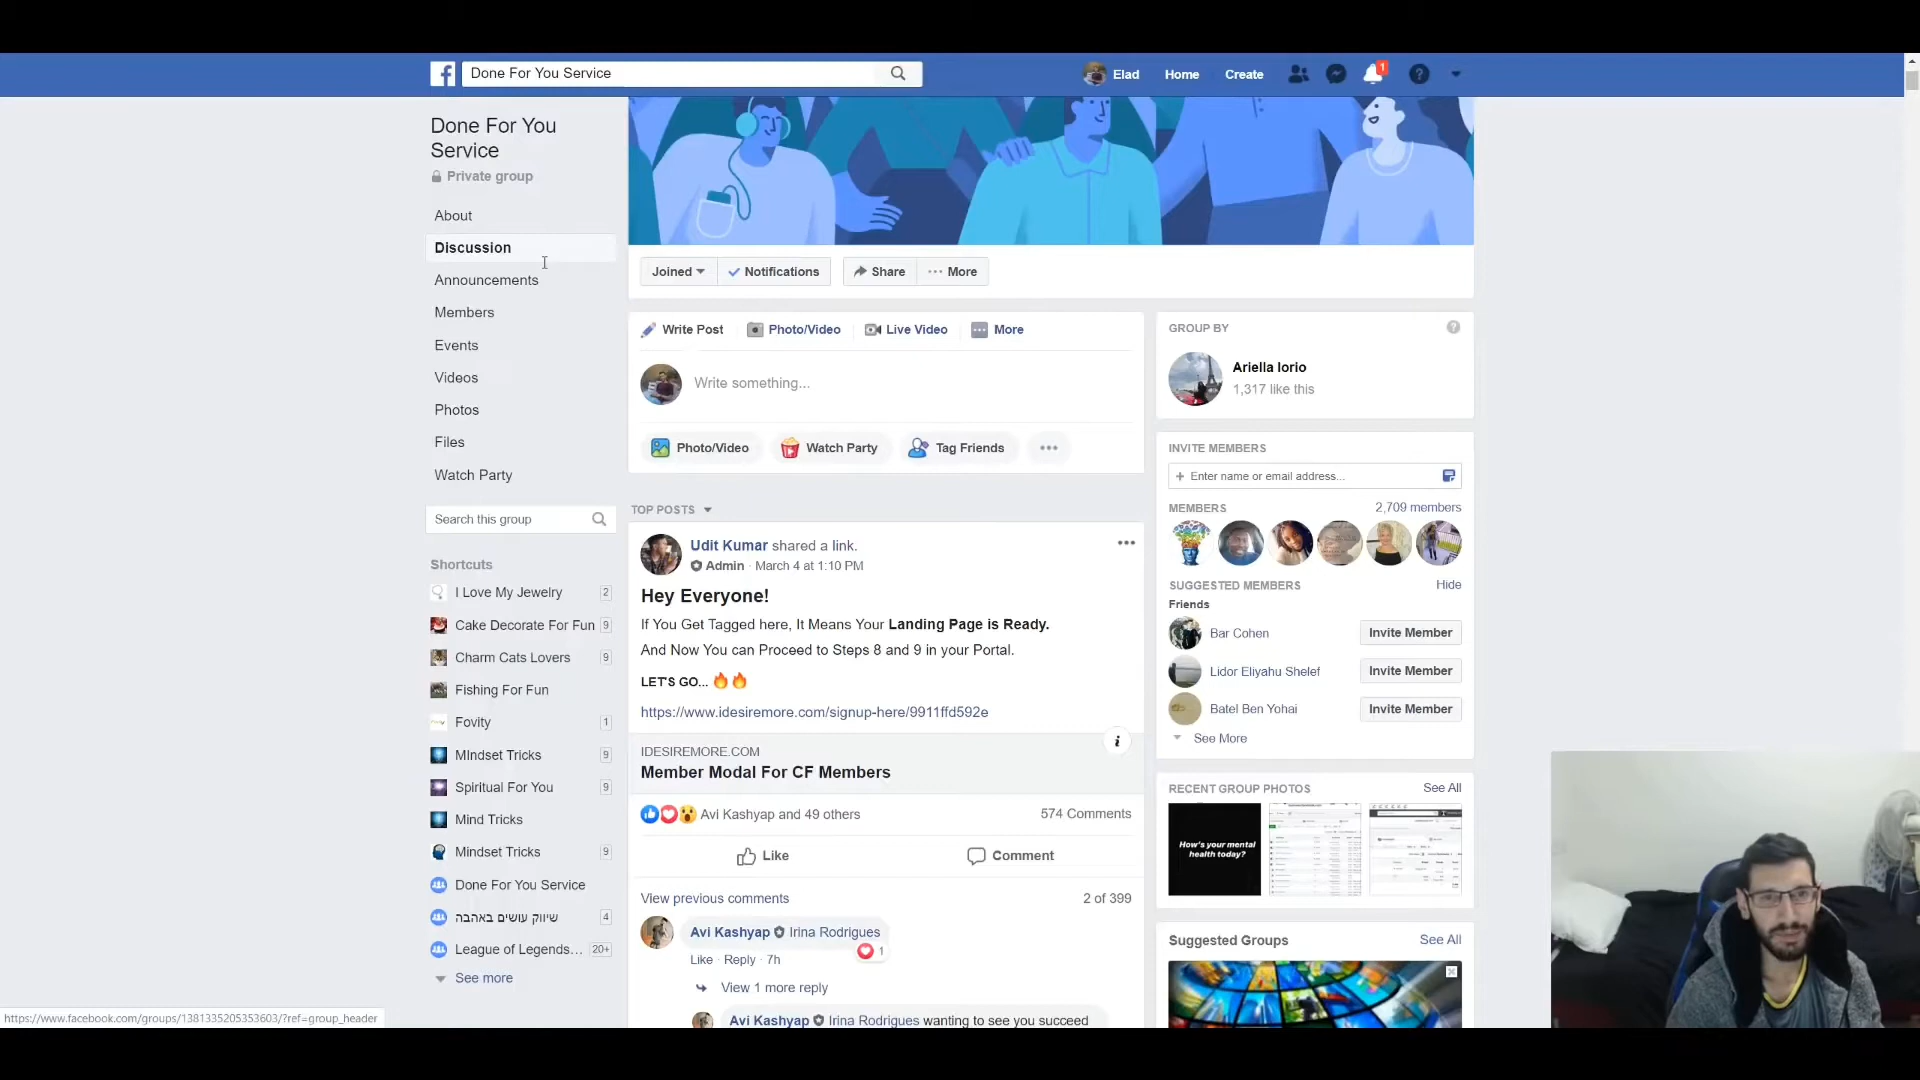 Done For You Service
Elad
Home
Create
1
Done For You
Service
Private group
About
Discussion
Announcements
Members
Events
Videos
Photos
Files
Watch Party
Search this group
Shortcuts
I Love My Jewelry 2
Cake Decorate For Fun 9
Charm Cats Lovers 9
Fishing For Fun
Fovity 1
MIndset Tricks 9
Spiritual For You 9
Mind Tricks
Mindset Tricks 9
Done For You Service
שיווק עושים באהבה 4
League of Legends... 20+
See more
https://www.facebook.com/groups/1381335205353603/?ref=group_header
Joined
Notifications
Share
More
Write Post
Photo/Video
Live Video
More
Write something...
Photo/Video
Watch Party
Tag Friends
TOP POSTS
Udit Kumar shared a link.
Admin · March 4 at 1:10 PM
Hey Everyone!
If You Get Tagged here, It Means Your Landing Page is Ready.
And Now You can Proceed to Steps 8 and 9 in your Portal.
LET'S GO...
https://www.idesiremore.com/signup-here/9911ffd592e
IDESIREMORE.COM
Member Modal For CF Members
Avi Kashyap and 49 others
574 Comments
Like
Comment
View previous comments
2 of 399
Avi Kashyap Irina Rodrigues
1
Like · Reply · 7h
View 1 more reply
Avi Kashyap Irina Rodrigues wanting to see you succeed
GROUP BY
Ariella Iorio
1,317 like this
INVITE MEMBERS
+ Enter name or email address...
MEMBERS
2,709 members
SUGGESTED MEMBERS
Hide
Friends
Bar Cohen
Invite Member
Lidor Eliyahu Shelef
Invite Member
Batel Ben Yohai
Invite Member
See More
RECENT GROUP PHOTOS
See All
How's your mental
health today?
Suggested Groups
See All